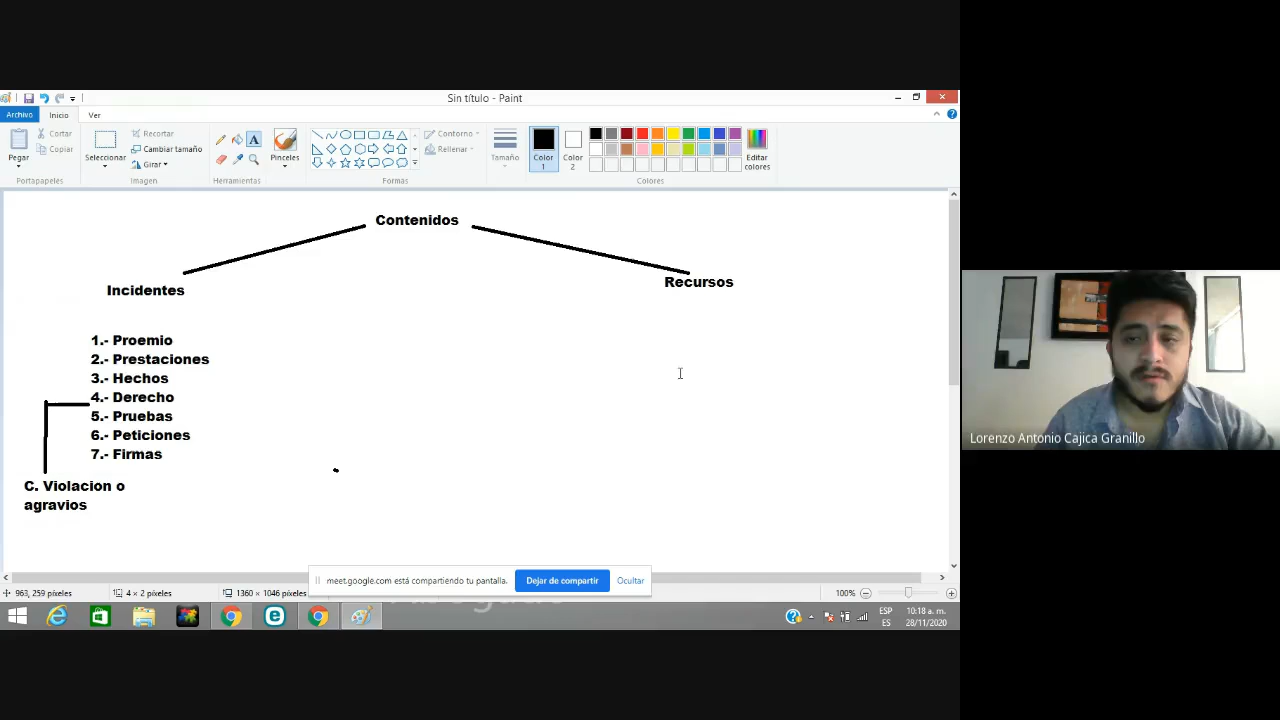 Sin título - Paint
Archivo Inicio Ver
Pegar
Cortar
Copiar
Portapapeles
Seleccionar
Recortar
Cambiar tamaño
Girar
Imagen
A
Herramientas
Pinceles
Contorno
Rellenar
Formas
Tamaño
Color 1
Color 2
Editar colores
Colores
Contenidos
Incidentes
Recursos
1.- Proemio
2.- Prestaciones
3.- Hechos
4.- Derecho
5.- Pruebas
6.- Peticiones
7.- Firmas
C. Violacion o
agravios
Lorenzo Antonio Cajica Granillo
meet.google.com está compartiendo tu pantalla. Dejar de compartir Ocultar
963, 259 píxeles 4 × 2 píxeles 1360 × 1046 píxeles 100%
ESP
ES
10:18 a. m.
28/11/2020